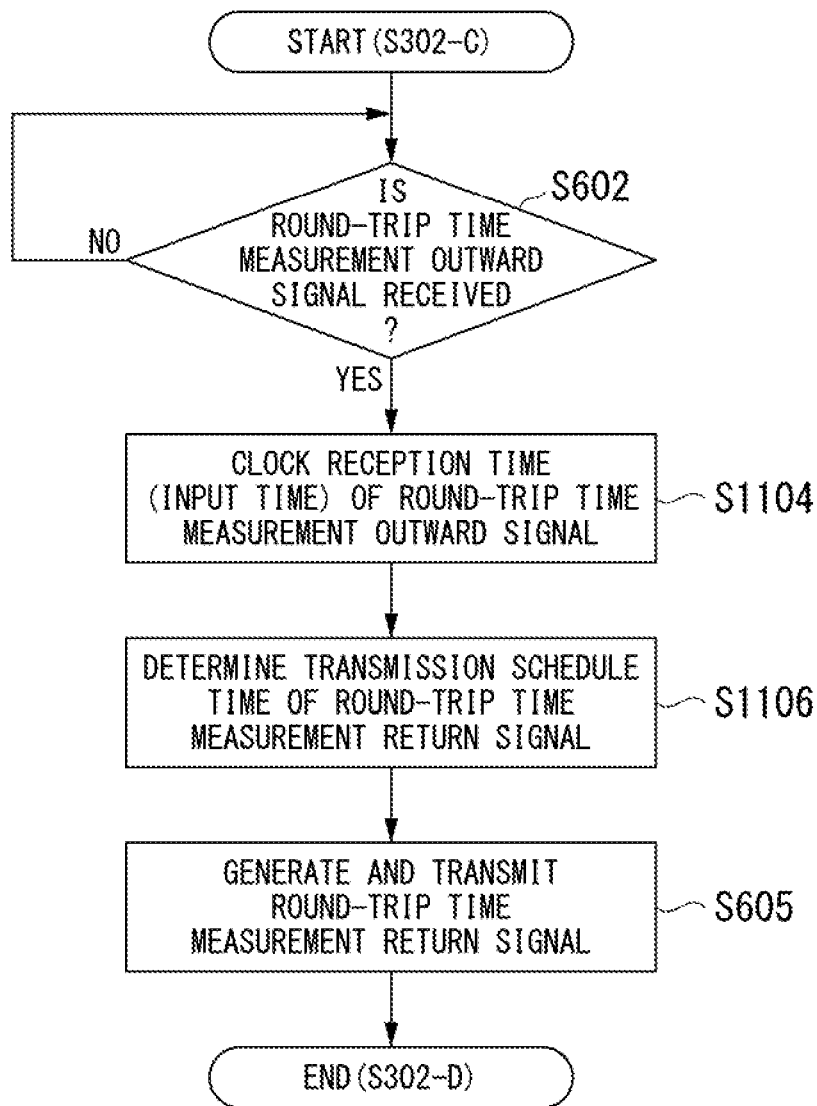 START(S302-C)
IS
ROUND-TRIP TIME
MEASUREMENT OUTWARD
SIGNAL RECEIVED
?
S602
NO
YES
CLOCK RECEPTION TIME
(INPUT TIME) OF ROUND-TRIP TIME
MEASUREMENT OUTWARD SIGNAL
S1104
DETERMINE TRANSMISSION SCHEDULE
TIME OF ROUND-TRIP TIME
MEASUREMENT RETURN SIGNAL
S1106
GENERATE AND TRANSMIT
ROUND-TRIP TIME
MEASUREMENT RETURN SIGNAL
S605
END(S302-D)